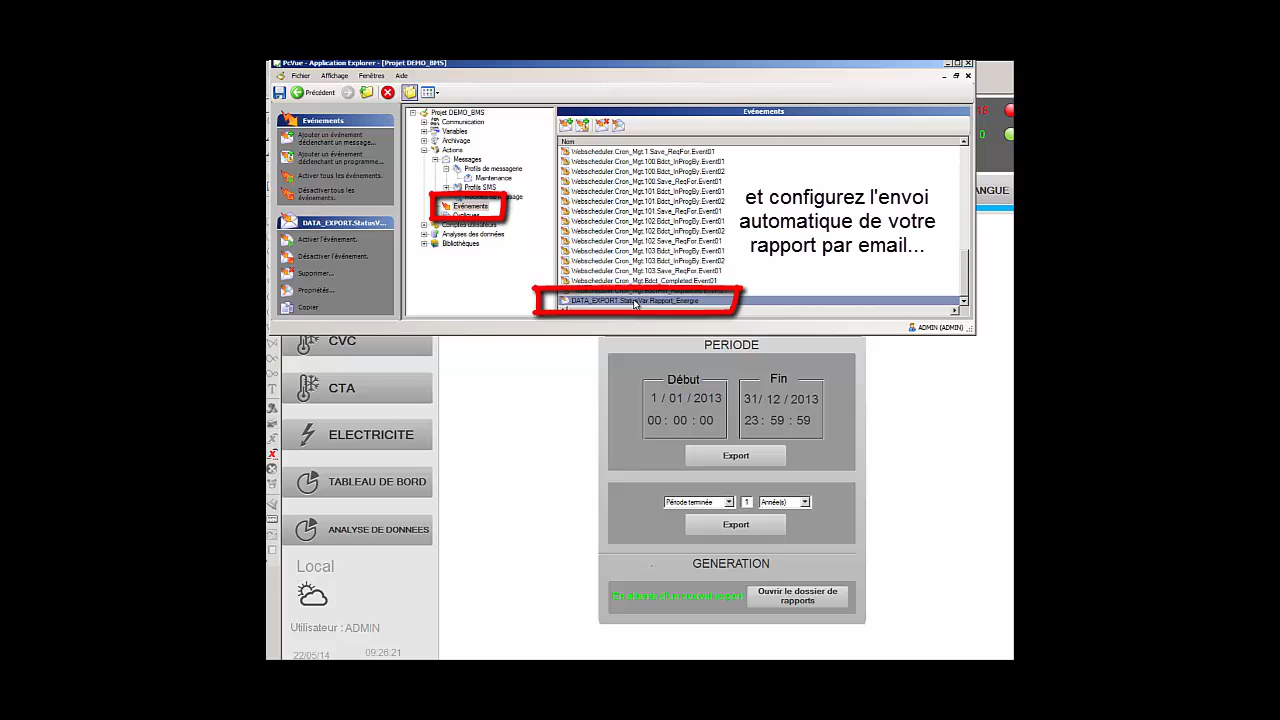 PcVue - Application Explorer - [Projet DEMO_BMS]
Fichier Affichage Fenêtres Aide
Précédent
Evénements
Ajouter un événement
déclenchant un message...
Ajouter un événement
déclenchant un programme...
Activer tous les événements.
Désactiver tous les
événements.
DATA_EXPORT.StatusV...
Activer l'événement.
Désactiver l'événement.
Supprimer...
Propriétés...
Copier
Projet DEMO_BMS
Communication
Variables
Archivage
Actions
Messages
Profils de messagerie
Maintenance
Profils SMS
Evénements
Cycliques
Comptes utilisateurs
Analyses des données
Bibliothèques
Evénements
Nom
Webscheduler.Cron_Mgt.1.Save_ReqFor.Event01
Webscheduler.Cron_Mgt.100.Bdct_InProgBy.Event01
Webscheduler.Cron_Mgt.100.Bdct_InProgBy.Event02
Webscheduler.Cron_Mgt.100.Save_ReqFor.Event01
Webscheduler.Cron_Mgt.101.Bdct_InProgBy.Event01
Webscheduler.Cron_Mgt.101.Bdct_InProgBy.Event02
Webscheduler.Cron_Mgt.101.Save_ReqFor.Event01
Webscheduler.Cron_Mgt.102.Bdct_InProgBy.Event01
Webscheduler.Cron_Mgt.102.Bdct_InProgBy.Event02
Webscheduler.Cron_Mgt.102.Save_ReqFor.Event01
Webscheduler.Cron_Mgt.103.Bdct_InProgBy.Event01
Webscheduler.Cron_Mgt.103.Bdct_InProgBy.Event02
Webscheduler.Cron_Mgt.103.Save_ReqFor.Event01
Webscheduler.Cron_Mgt.Bdct_Completed.Event01
DATA_EXPORT.StatusVar.Rapport_Energie
et configurez l'envoi
automatique de votre
rapport par email...
ADMIN (ADMIN)
ANGUE
CVC
CTA
ELECTRICITE
TABLEAU DE BORD
ANALYSE DE DONNEES
Local
Utilisateur : ADMIN
22/05/14 09:26:21
PERIODE
Début Fin
1 / 01 / 2013 31/ 12 / 2013
00 : 00 : 00 23 : 59 : 59
Export
Période terminée 1 Année(s)
Export
GENERATION
Ouvrir le dossier de
rapports